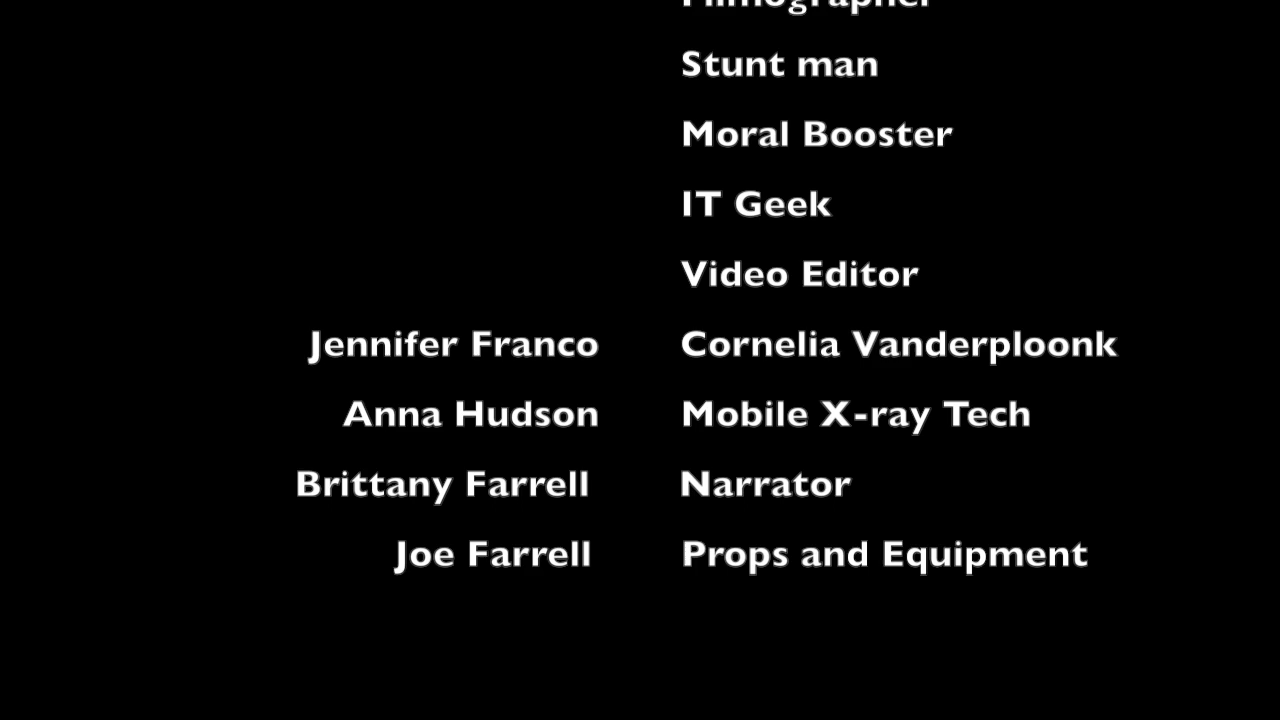 Filmographer
Stunt man
Moral Booster
IT Geek
Video Editor
Jennifer Franco Cornelia Vanderploonk
Anna Hudson Mobile X-ray Tech
Brittany Farrell Narrator
Joe Farrell Props and Equipment